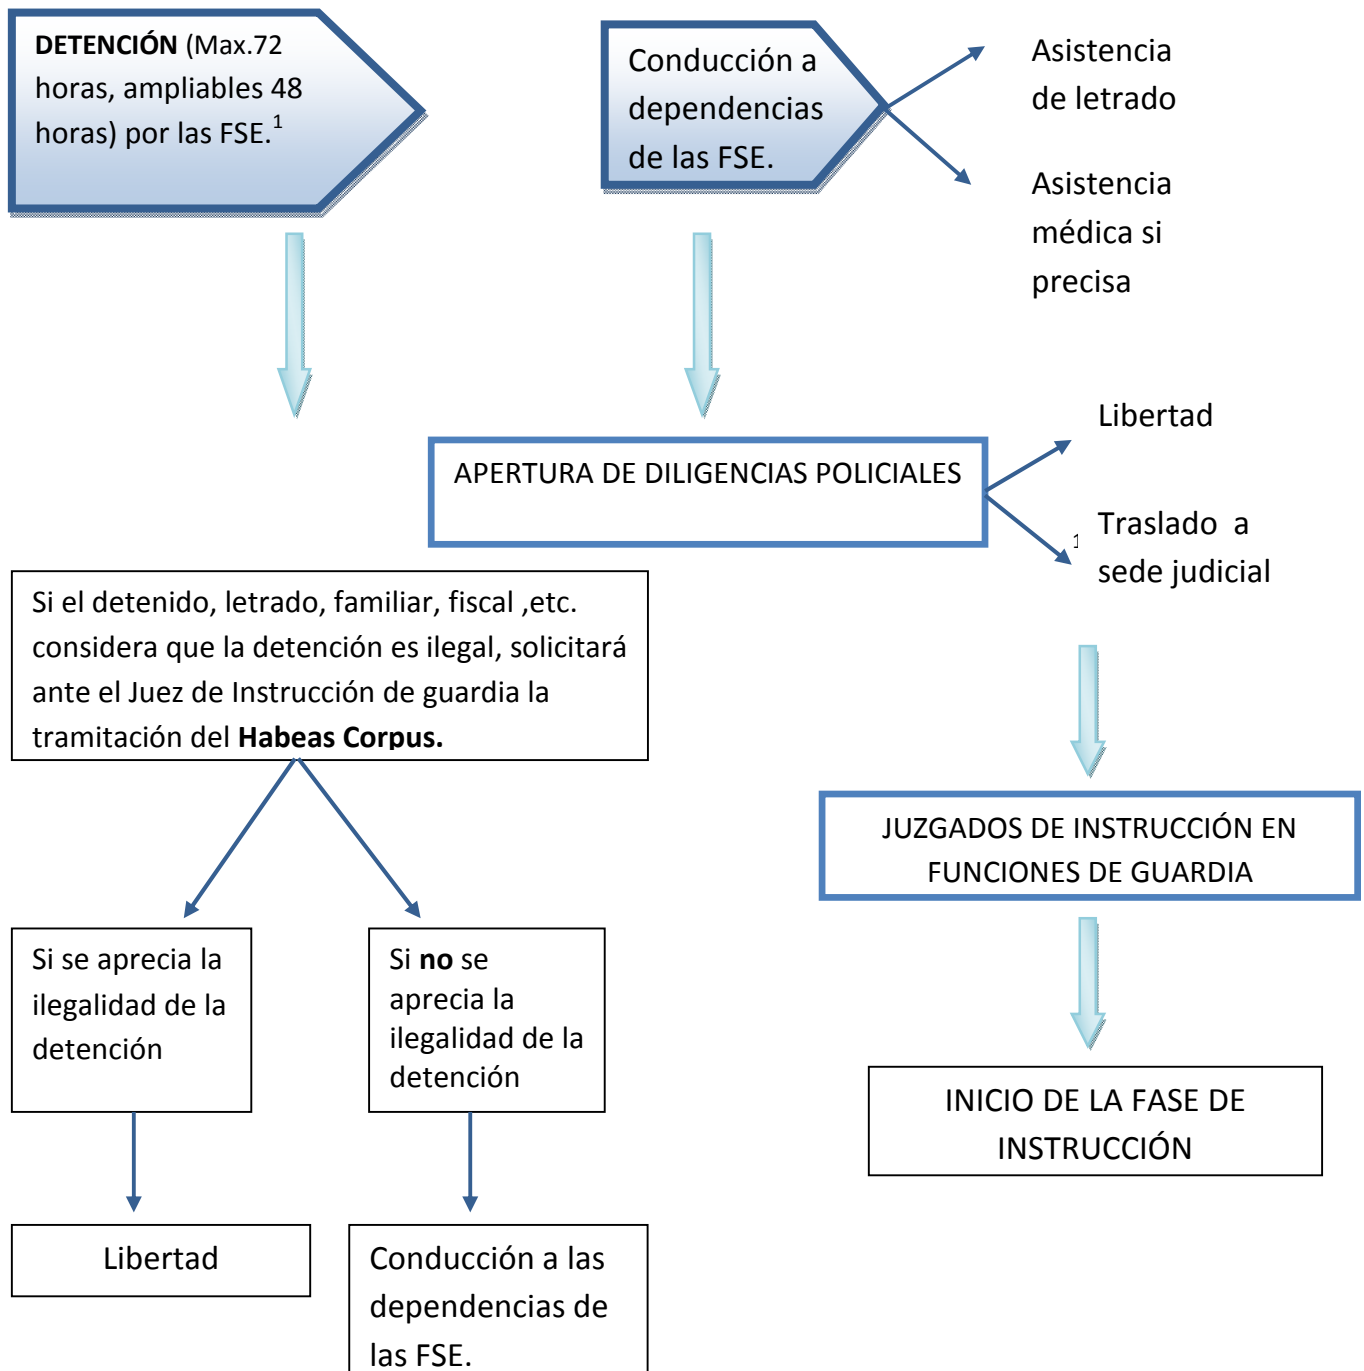 DETENCIÓN (Max.72
horas, ampliables 48
horas) por las FSE.1
Conducción a
dependencias
de las FSE.
Asistencia
de letrado
Asistencia
médica si
precisa
APERTURA DE DILIGENCIAS POLICIALES
Libertad
1
Traslado a
sede judicial
Si el detenido, letrado, familiar, fiscal ,etc.
considera que la detención es ilegal, solicitará
ante el Juez de Instrucción de guardia la
tramitación del Habeas Corpus.
JUZGADOS DE INSTRUCCIÓN EN
FUNCIONES DE GUARDIA
Si se aprecia la
ilegalidad de la
detención
Si no se
aprecia la
ilegalidad de la
detención
INICIO DE LA FASE DE
INSTRUCCIÓN
Libertad
Conducción a las
dependencias de
las FSE.